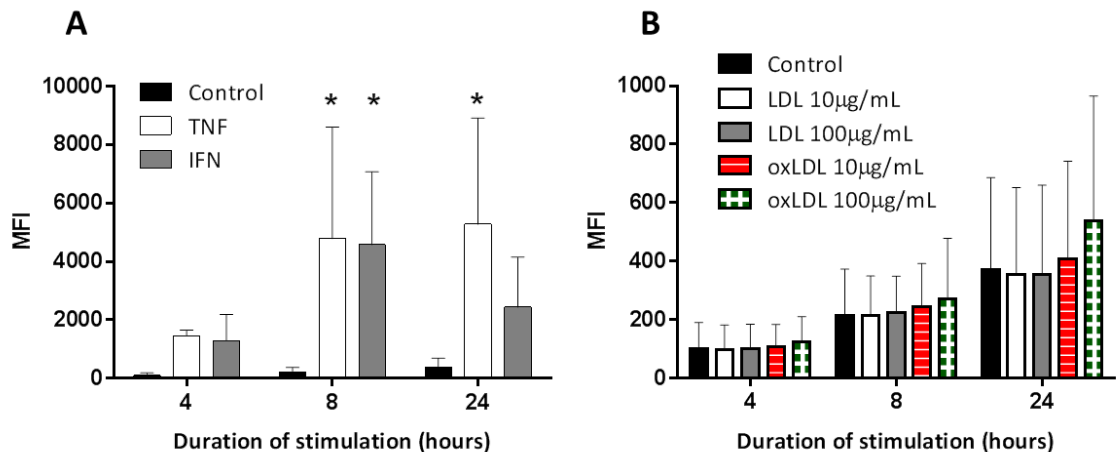 A
Control
TNF
IFN
* * *
10000
8000
6000
4000
2000
0
MFI
4 8 24
Duration of stimulation (hours)
B
Control
LDL 10µg/mL
LDL 100µg/mL
oxLDL 10µg/mL
oxLDL 100µg/mL
1000
800
600
400
200
0
MFI
4 8 24
Duration of stimulation (hours)